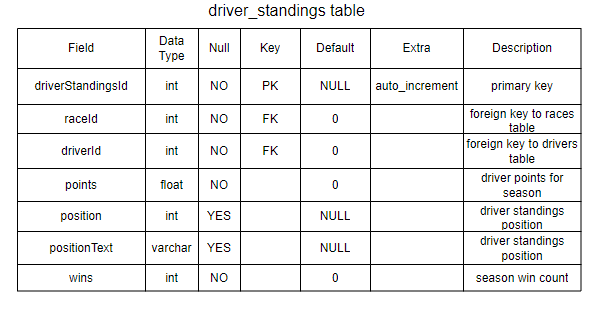 driver_standings table
Field Data Type Null Key Default Extra Description
driverStandingsId int NO PK NULL auto_increment primary key
raceId int NO FK 0 foreign key to races table
driverId int NO FK 0 foreign key to drivers table
points float NO 0 driver points for season
position int YES NULL driver standings position
positionText varchar YES NULL driver standings position
wins int NO 0 season win count